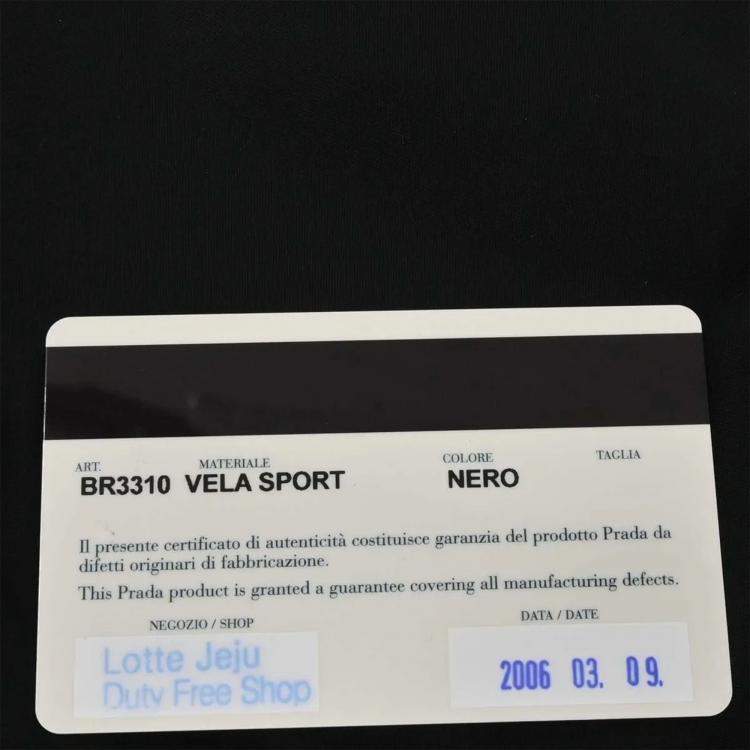 ART. MATERIALE COLORE TAGLIA
BR3310 VELA SPORT NERO
Il presente certificato di autenticità costituisce garanzia del prodotto Prada da
difetti originari di fabbricazione.
This Prada product is granted a guarantee covering all manufacturing defects.
NEGOZIO / SHOP DATA / DATE
Lotte Jeju
Duty Free Shop
2006 03. 09.